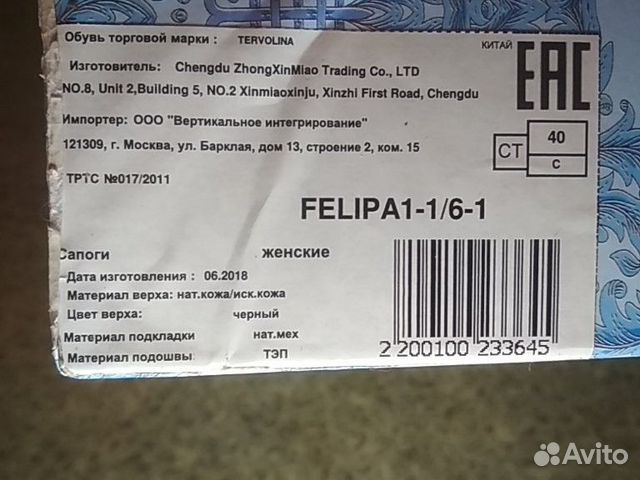 Обувь торговой марки : TERVOLINA
КИТАЙ
EAC
Изготовитель: Chengdu ZhongXinMiao Trading Co., LTD
NO.8, Unit 2,Building 5, NO.2 Xinmiaoxinju, Xinzhi First Road, Chengdu
Импортер: ООО "Вертикальное интегрирование"
121309, г. Москва, ул. Барклая, дом 13, строение 2, ком. 15
СТ 40
С
ТРТС №017/2011
FELIPA1-1/6-1
Сапоги женские
Дата изготовления : 06.2018
Материал верха: нат.кожа/иск.кожа
Цвет верха: черный
Материал подкладки нат.мех
Материал подошвы ТЭП
2 200100 233645
Avito